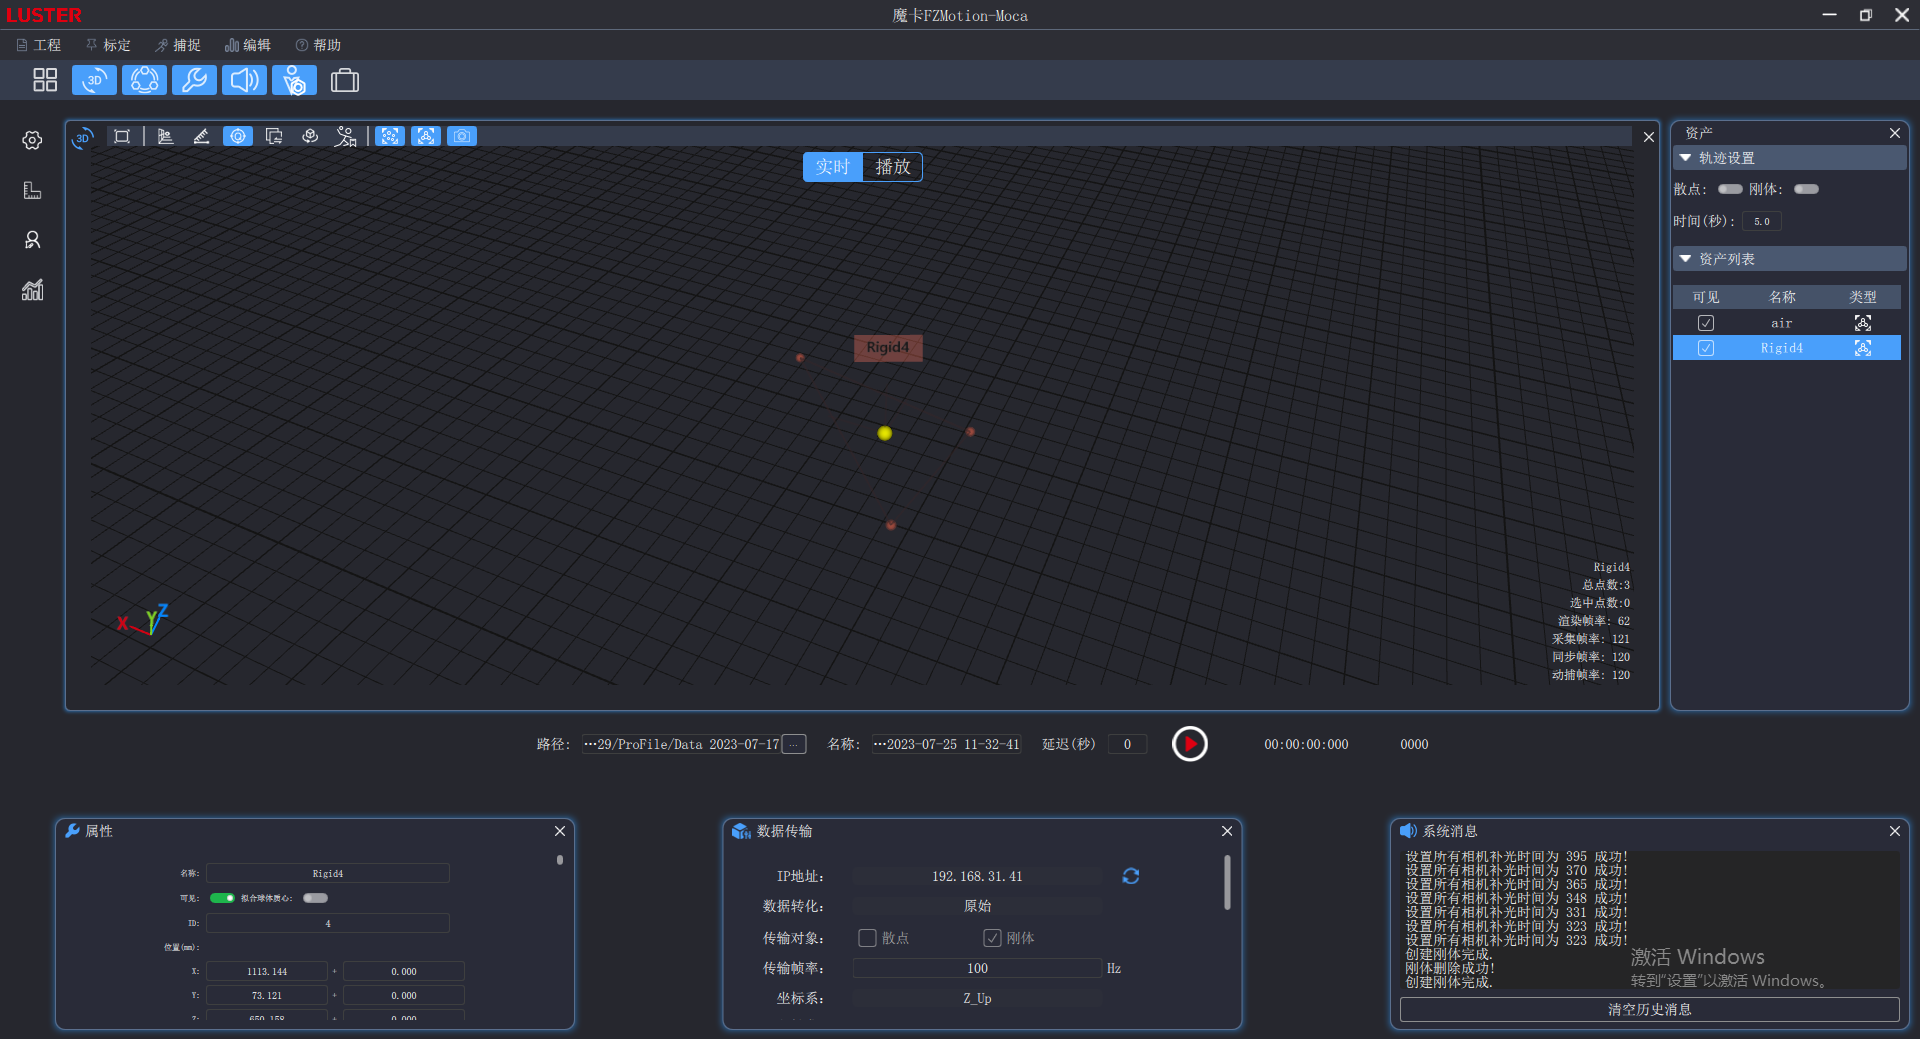 LUSTER
魔卡FZMotion-Moca
工程 标定 捕捉 编辑 帮助
3D
3D
实时 播放
Rigid4
X Y Z
Rigid4
总点数:3
选中点数:0
渲染帧率: 62
采集帧率: 121
同步帧率: 120
动捕帧率: 120
资产
轨迹设置
散点: 刚体:
时间(秒): 5.0
资产列表
可见 名称 类型
air
Rigid4
路径: …29/ProFile/Data 2023-07-17 ... 名称: …2023-07-25 11-32-41 延迟(秒) 0 00:00:00:000 0000
属性
名称: Rigid4
可见: 拟合球体质心:
ID: 4
位置(mm):
X: 1113.144 + 0.000
Y: 73.121 + 0.000
Z: 650.158 + 0.000
数据传输
IP地址: 192.168.31.41
数据转化: 原始
传输对象: 散点 刚体
传输帧率: 100 Hz
坐标系: Z_Up
系统消息
设置所有相机补光时间为 395 成功!
设置所有相机补光时间为 370 成功!
设置所有相机补光时间为 365 成功!
设置所有相机补光时间为 348 成功!
设置所有相机补光时间为 331 成功!
设置所有相机补光时间为 323 成功!
设置所有相机补光时间为 323 成功!
创建刚体完成.
刚体删除成功!
创建刚体完成.
激活 Windows
转到“设置”以激活 Windows。
清空历史消息